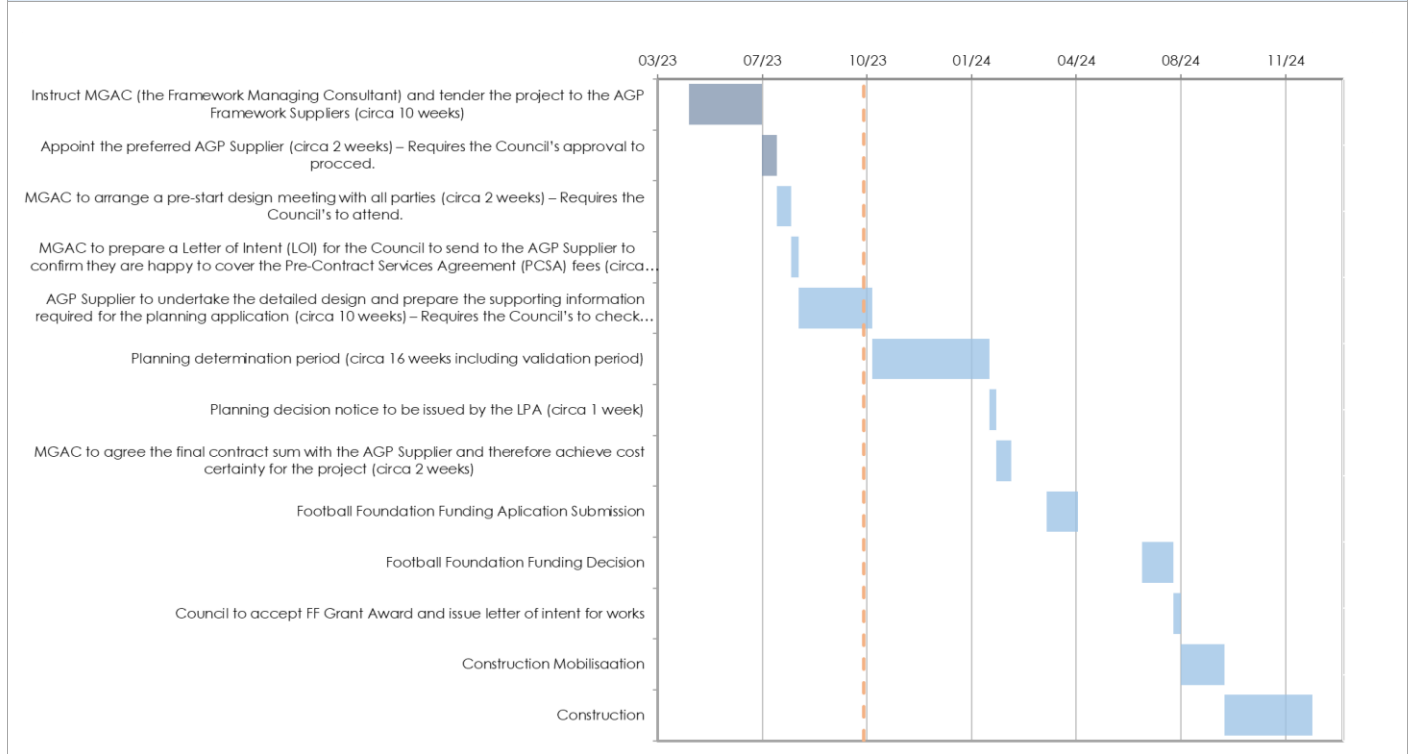 03/23 07/23 10/23 01/24 04/24 08/24 11/24
Instruct MGAC (the Framework Managing Consultant) and tender the project to the AGP
Framework Suppliers (circa 10 weeks)
Appoint the preferred AGP Supplier (circa 2 weeks) – Requires the Council's approval to
procced.
MGAC to arrange a pre-start design meeting with all parties (circa 2 weeks) – Requires the
Council's to attend.
MGAC to prepare a Letter of Intent (LOI) for the Council to send to the AGP Supplier to
confirm they are happy to cover the Pre-Contract Services Agreement (PCSA) fees (circa...
AGP Supplier to undertake the detailed design and prepare the supporting information
required for the planning application (circa 10 weeks) – Requires the Council's to check...
Planning determination period (circa 16 weeks including validation period)
Planning decision notice to be issued by the LPA (circa 1 week)
MGAC to agree the final contract sum with the AGP Supplier and therefore achieve cost
certainty for the project (circa 2 weeks)
Football Foundation Funding Aplication Submission
Football Foundation Funding Decision
Council to accept FF Grant Award and issue letter of intent for works
Construction Mobilisaation
Construction